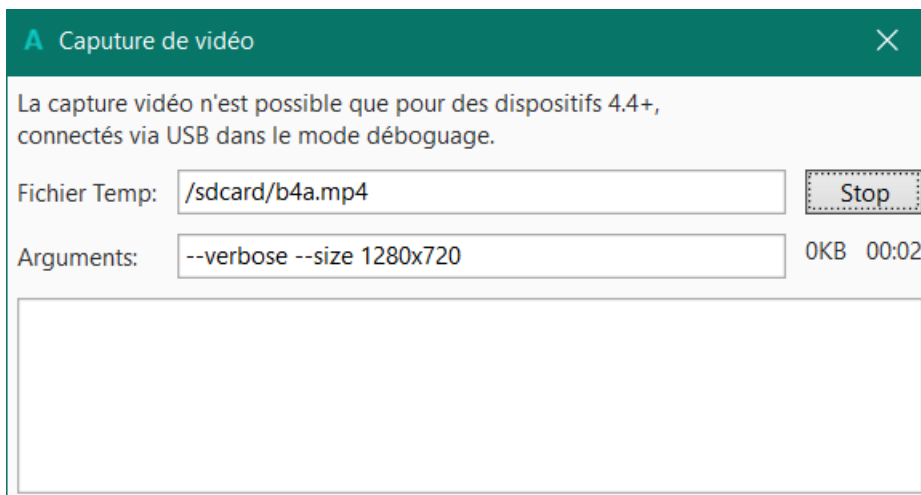 A Caputure de vidéo
La capture vidéo n'est possible que pour des dispositifs 4.4+,
connectés via USB dans le mode déboguage.
Fichier Temp: /sdcard/b4a.mp4 Stop
Arguments: --verbose --size 1280x720 0KB 00:02